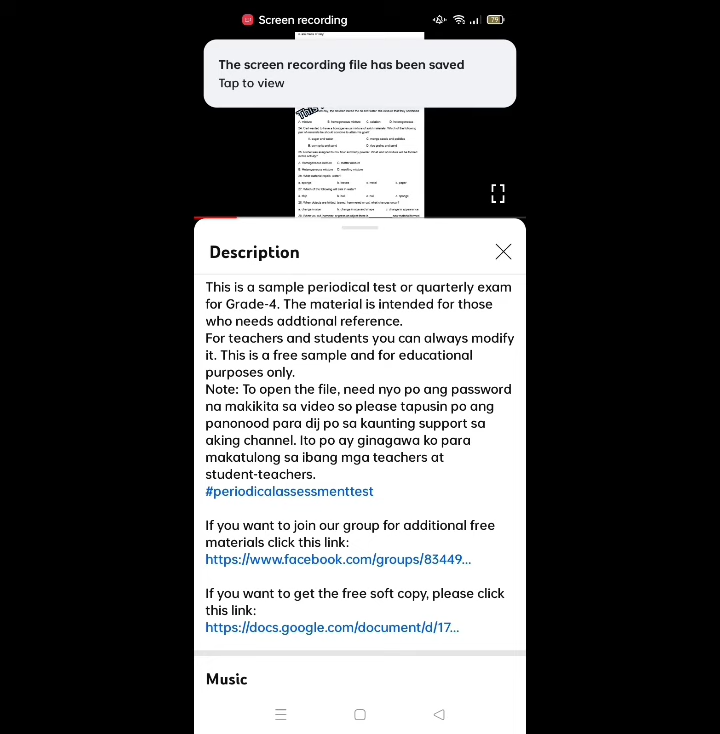 Screen recording
79
The screen recording file has been saved
Tap to view
Description
This is a sample periodical test or quarterly exam
for Grade-4. The material is intended for those
who needs addtional reference.
For teachers and students you can always modify
it. This is a free sample and for educational
purposes only.
Note: To open the file, need nyo po ang password
na makikita sa video so please tapusin po ang
panonood para dij po sa kaunting support sa
aking channel. Ito po ay ginagawa ko para
makatulong sa ibang mga teachers at
student-teachers.
#periodicalassessmenttest
If you want to join our group for additional free
materials click this link:
https://www.facebook.com/groups/83449...
If you want to get the free soft copy, please click
this link:
https://docs.google.com/document/d/17...
Music